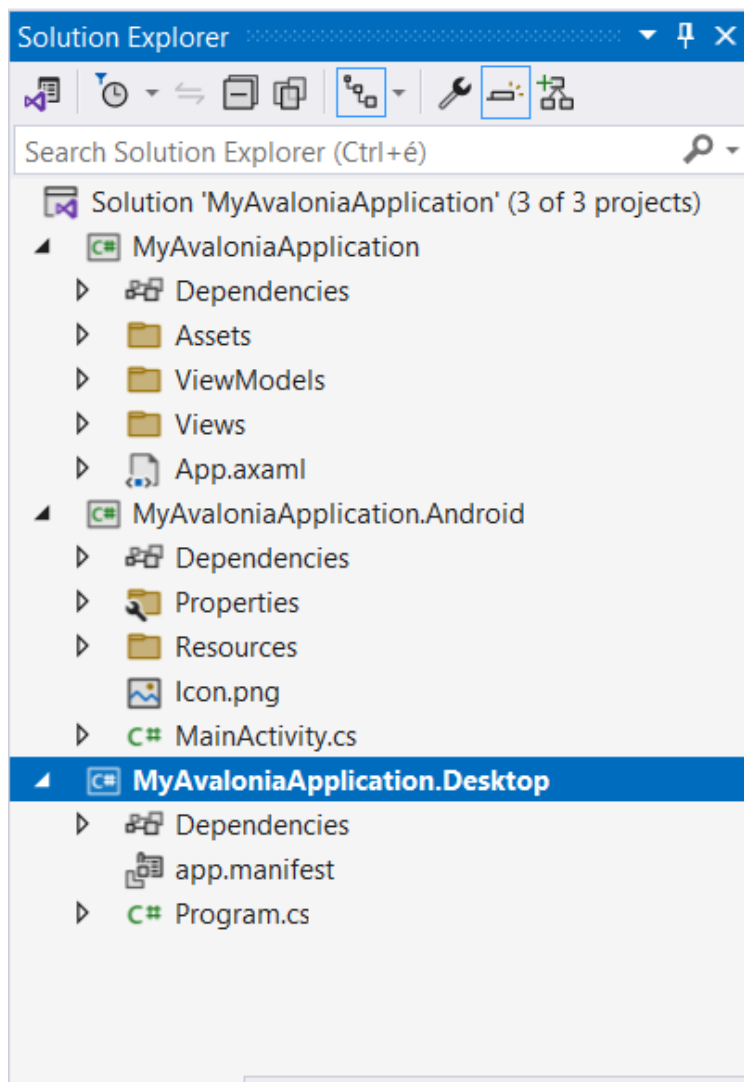 Solution Explorer
Search Solution Explorer (Ctrl+é)
Solution 'MyAvaloniaApplication' (3 of 3 projects)
C# MyAvaloniaApplication
Dependencies
Assets
ViewModels
Views
App.axaml
C# MyAvaloniaApplication.Android
Dependencies
Properties
Resources
Icon.png
C# MainActivity.cs
C# MyAvaloniaApplication.Desktop
Dependencies
app.manifest
C# Program.cs